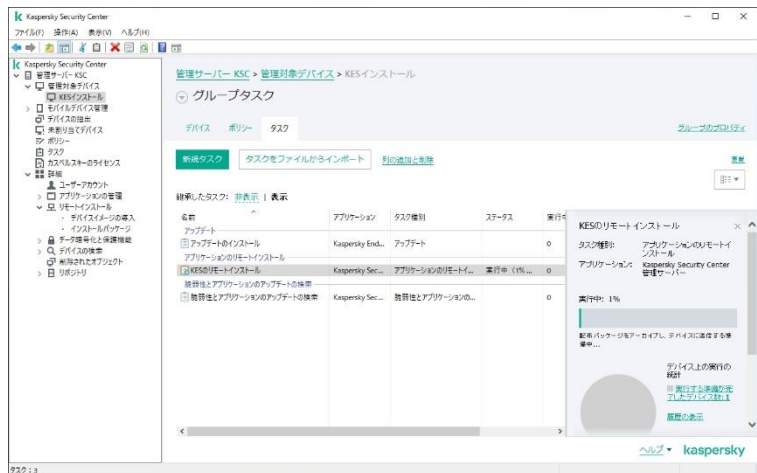 Kaspersky Security Center
ファイル(F) 操作(A) 表示(V) ヘルプ(H)
Kaspersky Security Center
管理サーバー KSC
管理対象デバイス
KESインストール
モバイルデバイス管理
デバイスの抽出
未割り当てデバイス
ポリシー
タスク
カスペルスキーのライセンス
詳細
ユーザーアカウント
アプリケーションの管理
リモートインストール
デバイスイメージの導入
インストールパッケージ
データ暗号化と保護機能
デバイスの検索
削除されたオブジェクト
リポジトリ
管理サーバー KSC > 管理対象デバイス > KESインストール
グループタスク
デバイス ポリシー タスク
グループのプロパティ
新規タスク タスクをファイルからインポート 列の追加と削除
更新
継承したタスク: 非表示 | 表示
名前 アプリケーション タスク種別 ステータス 実行中
アップデート
アップデートのインストール Kaspersky End... アップデート 0
アプリケーションのリモートインストール
KESのリモートインストール Kaspersky Sec... アプリケーションのリモートイ... 実行中 (1%... 0
脆弱性とアプリケーションのアップデートの検索
脆弱性とアプリケーションのアップデートの検索 Kaspersky Sec... 脆弱性とアプリケーションの... 0
KESのリモートインストール
タスク種別: アプリケーションのリモートイ
ンストール
アプリケーション: Kaspersky Security Center
管理サーバー
実行中: 1%
配布パッケージをアーカイブし、デバイスに送信する準
備中...
デバイス上の実行の
統計
実行する準備が完
了したデバイス数:1
履歴の表示
ヘルプ kaspersky
タスク : 3